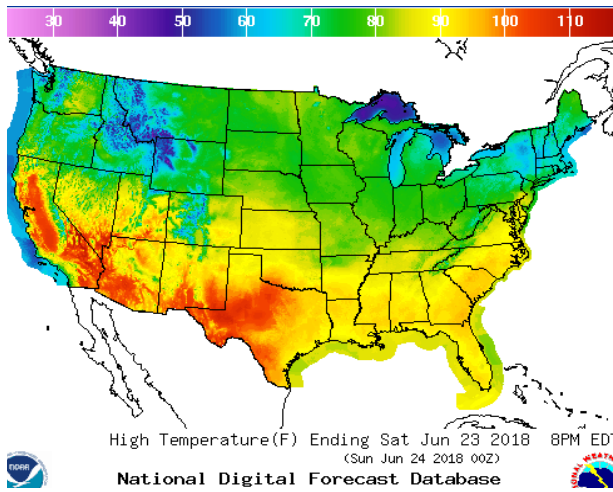 30 40 50 60 70 80 90 100 110
High Temperature(F) Ending Sat Jun 23 2018 8PM EDT
(Sun Jun 24 2018 00Z)
National Digital Forecast Database
NOAA